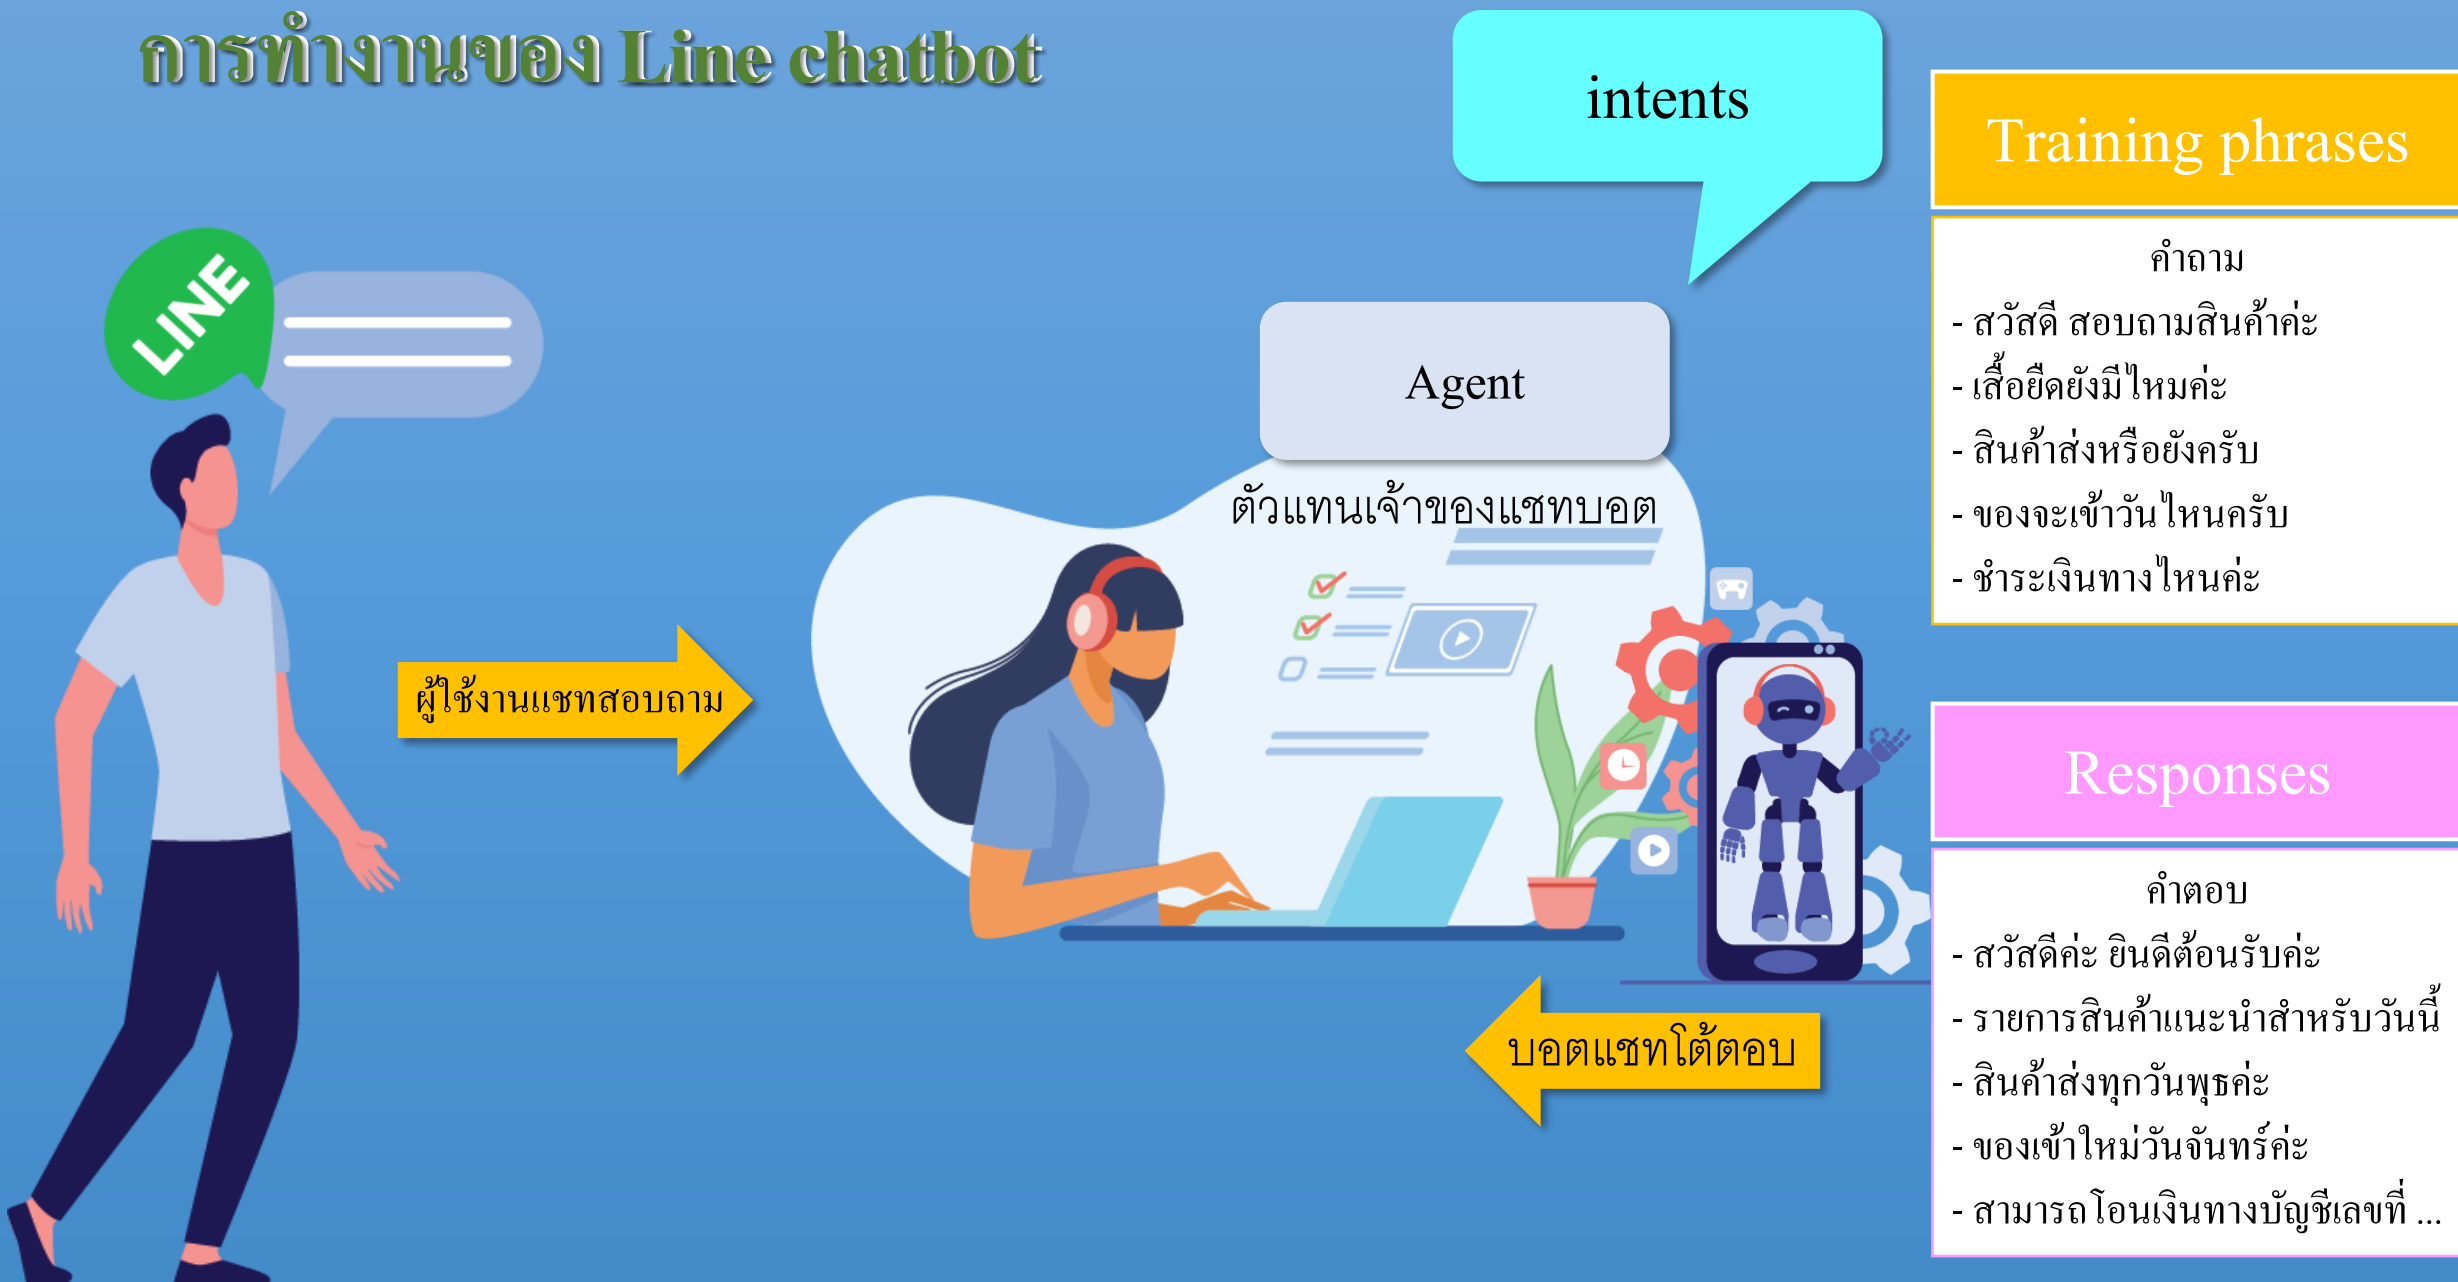 การทำงานของ Line chatbot
intents
Training phrases
คำถาม
- สวัสดี สอบถามสินค้าค่ะ
- เสื้อยืดยังมีไหมค่ะ
- สินค้าส่งหรือยังครับ
- ของจะเข้าวันไหนครับ
- ชำระเงินทางไหนค่ะ
LINE
Agent
ตัวแทนเจ้าของแชทบอต
ผู้ใช้งานแชทสอบถาม
Responses
คำตอบ
- สวัสดีค่ะ ยินดีต้อนรับค่ะ
- รายการสินค้าแนะนำสำหรับวันนี้
- สินค้าส่งทุกวันพุธค่ะ
- ของเข้าใหม่วันจันทร์ค่ะ
- สามารถโอนเงินทางบัญชีเลขที่ ...
บอตแชทโต้ตอบ